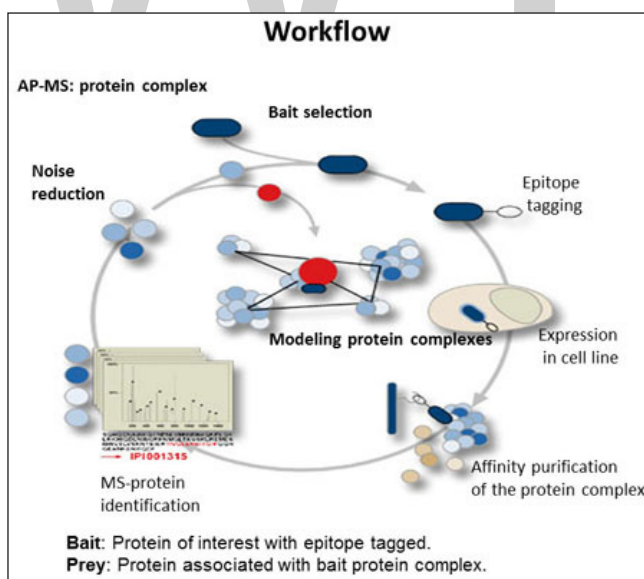 Workflow
AP-MS: protein complex
Bait selection
Noise
reduction
Epitope
tagging
Modeling protein complexes
Expression
in cell line
IPI001315
MS-protein
identification
Affinity purification
of the protein complex
Bait: Protein of interest with epitope tagged.
Prey: Protein associated with bait protein complex.